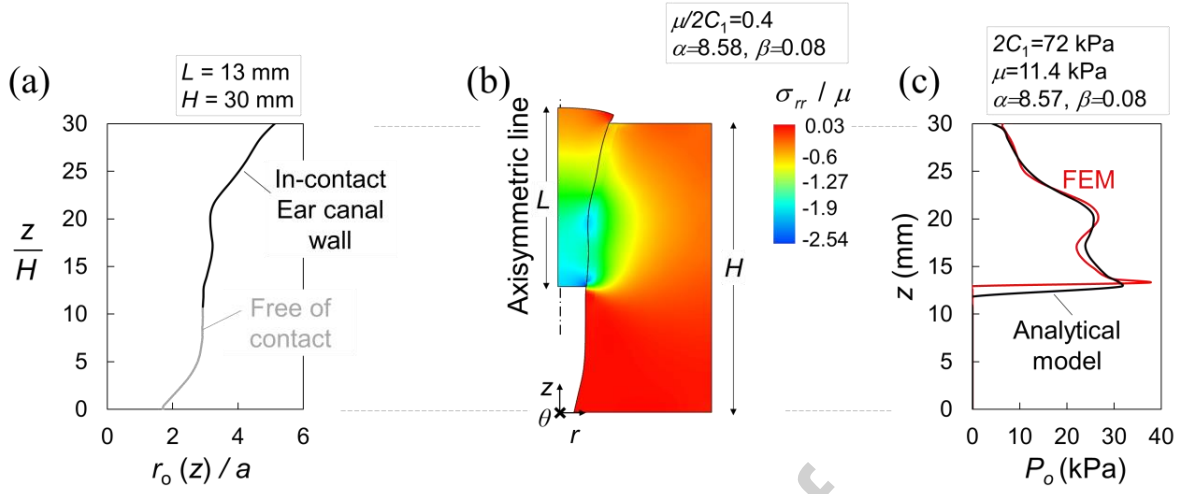 (a)
L = 13 mm
H = 30 mm
z
H
30
25
20
15
10
5
0
In-contact
Ear canal
wall
Free of
contact
0
2
4
6
r₀ (z) / a
(b)
μ/2C₁=0.4
α=8.58, β=0.08
Axisymmetric line
L
H
z
θ
r
σᵣᵣ / μ
0.03
-0.6
-1.27
-1.9
-2.54
(c)
2C₁=72 kPa
μ=11.4 kPa
α=8.57, β=0.08
z (mm)
30
25
20
15
10
5
0
FEM
Analytical
model
0
10
20
30
40
Pₒ (kPa)